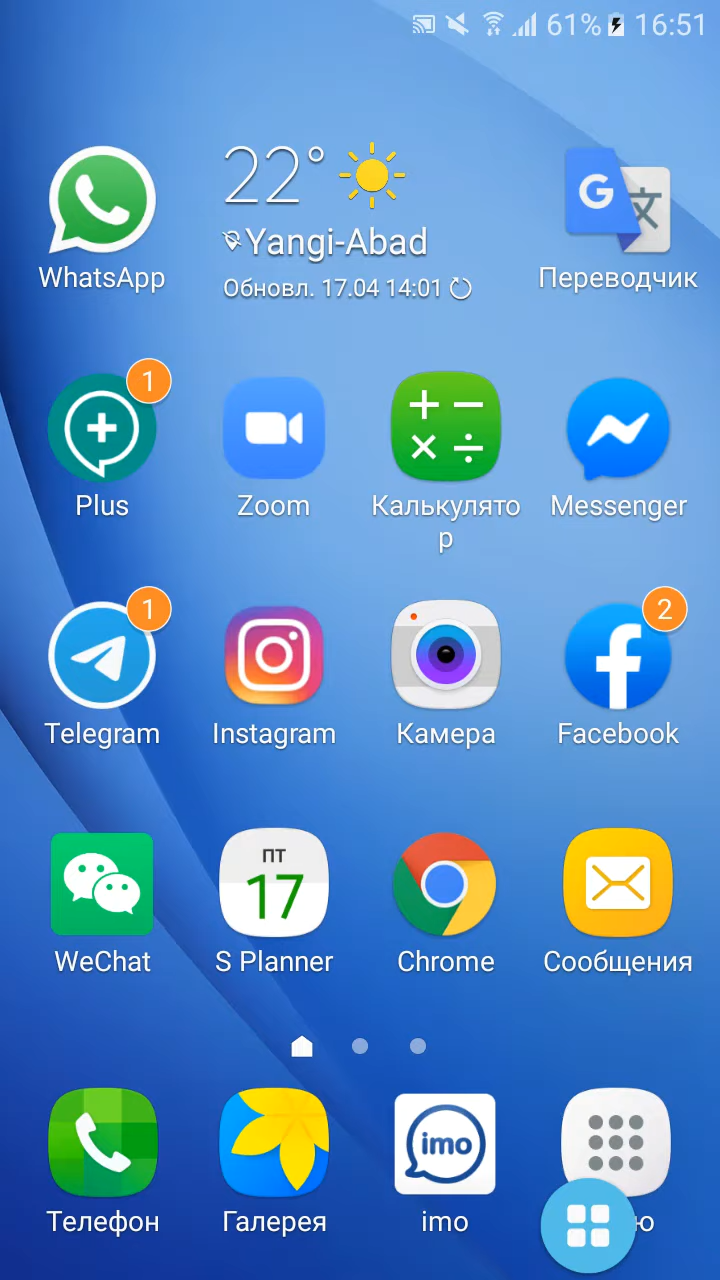 61% 16:51
22°
Yangi-Abad
Обновл. 17.04 14:01
WhatsApp
G 文
Переводчик
1
Plus
Zoom
Калькулято
р
Messenger
1
Telegram
Instagram
Камера
2
Facebook
WeChat
ПТ
17
S Planner
Chrome
Сообщения
Телефон
Галерея
imo
imo
ю